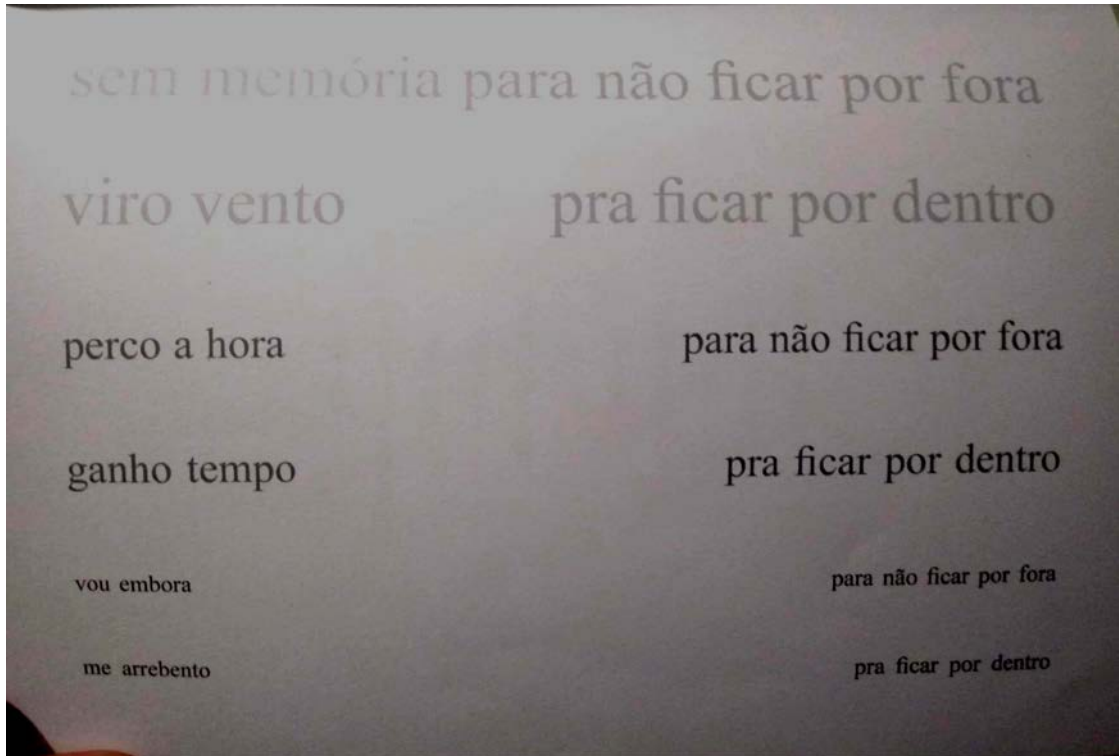 sem memória para não ficar por fora
viro vento pra ficar por dentro
perco a hora para não ficar por fora
ganho tempo pra ficar por dentro
vou embora para não ficar por fora
me arrebento pra ficar por dentro